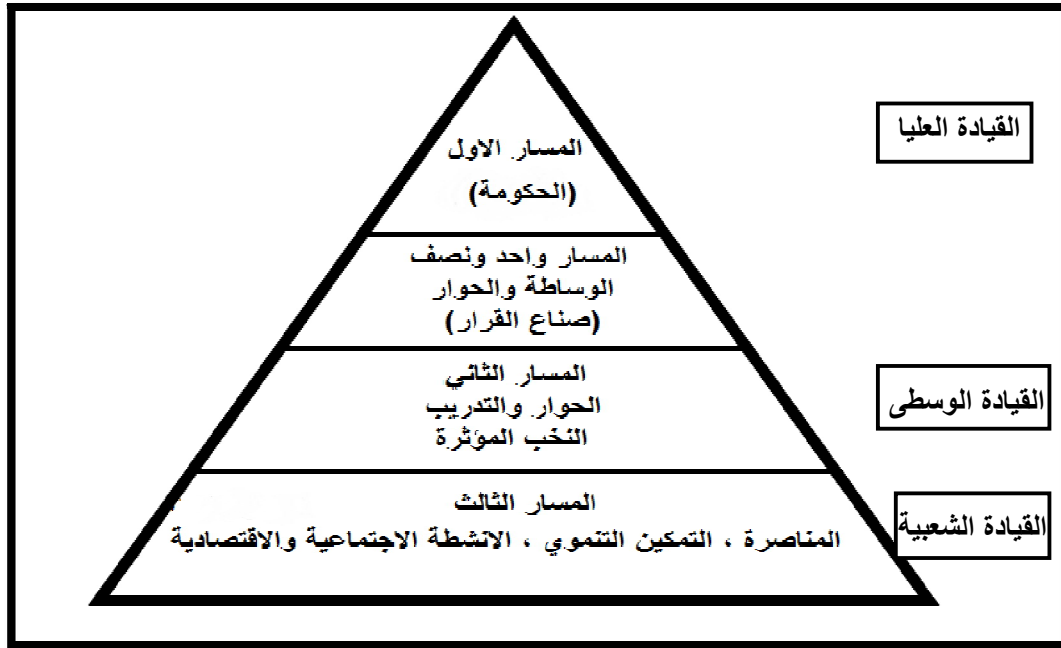 القيادة العليا
المسار الاول
(الحكومة)
المسار واحد ونصف
الوساطة والحوار
(صناع القرار)
المسار الثاني
الحوار والتدريب
النخب المؤثرة
القيادة الوسطى
المسار الثالث
المناصرة ، التمكين التنموي ، الانشطة الاجتماعية والاقتصادية
القيادة الشعبية